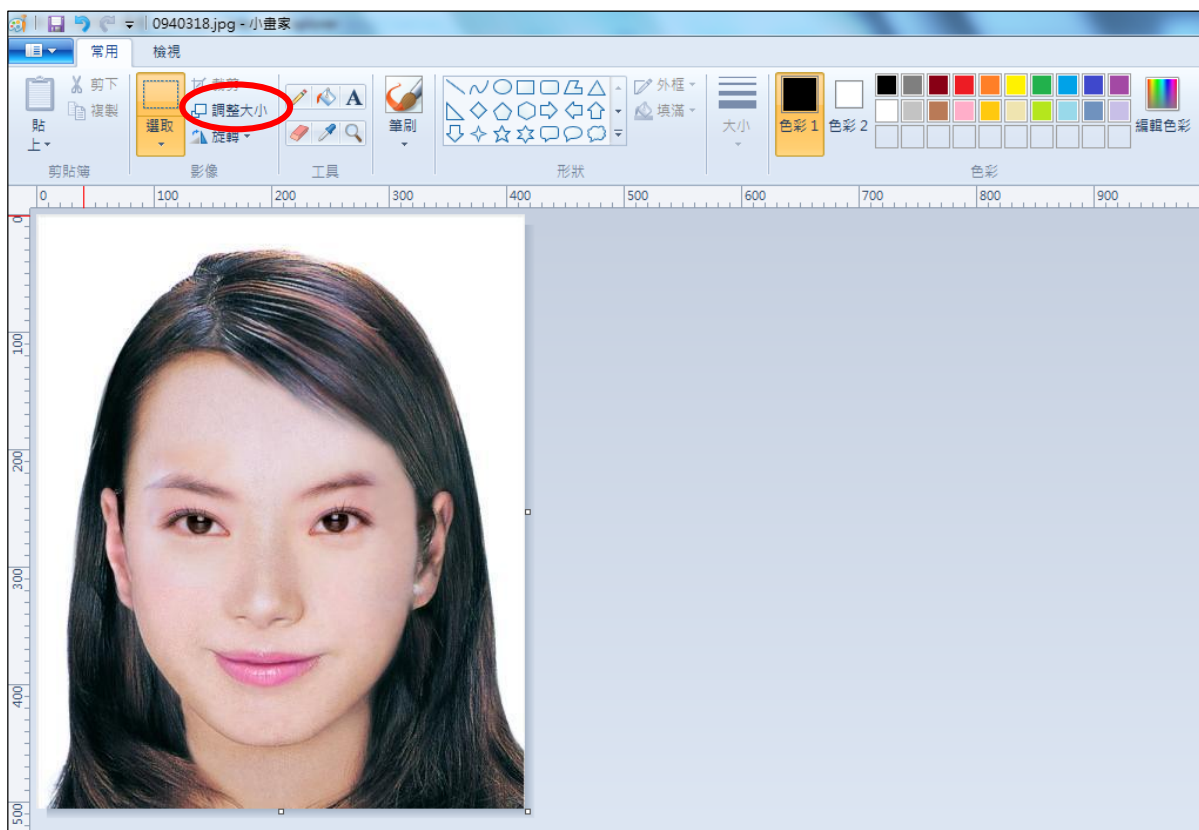 0940318.jpg - 小畫家
常用 檢視
剪下
複製
貼上
選取
裁剪
調整大小
旋轉
A
筆刷
外框
填滿
大小
色彩 1
色彩 2
編輯色彩
剪貼簿 影像 工具 形狀 色彩
0 100 200 300 400 500 600 700 800 900
0
100
200
300
400
500